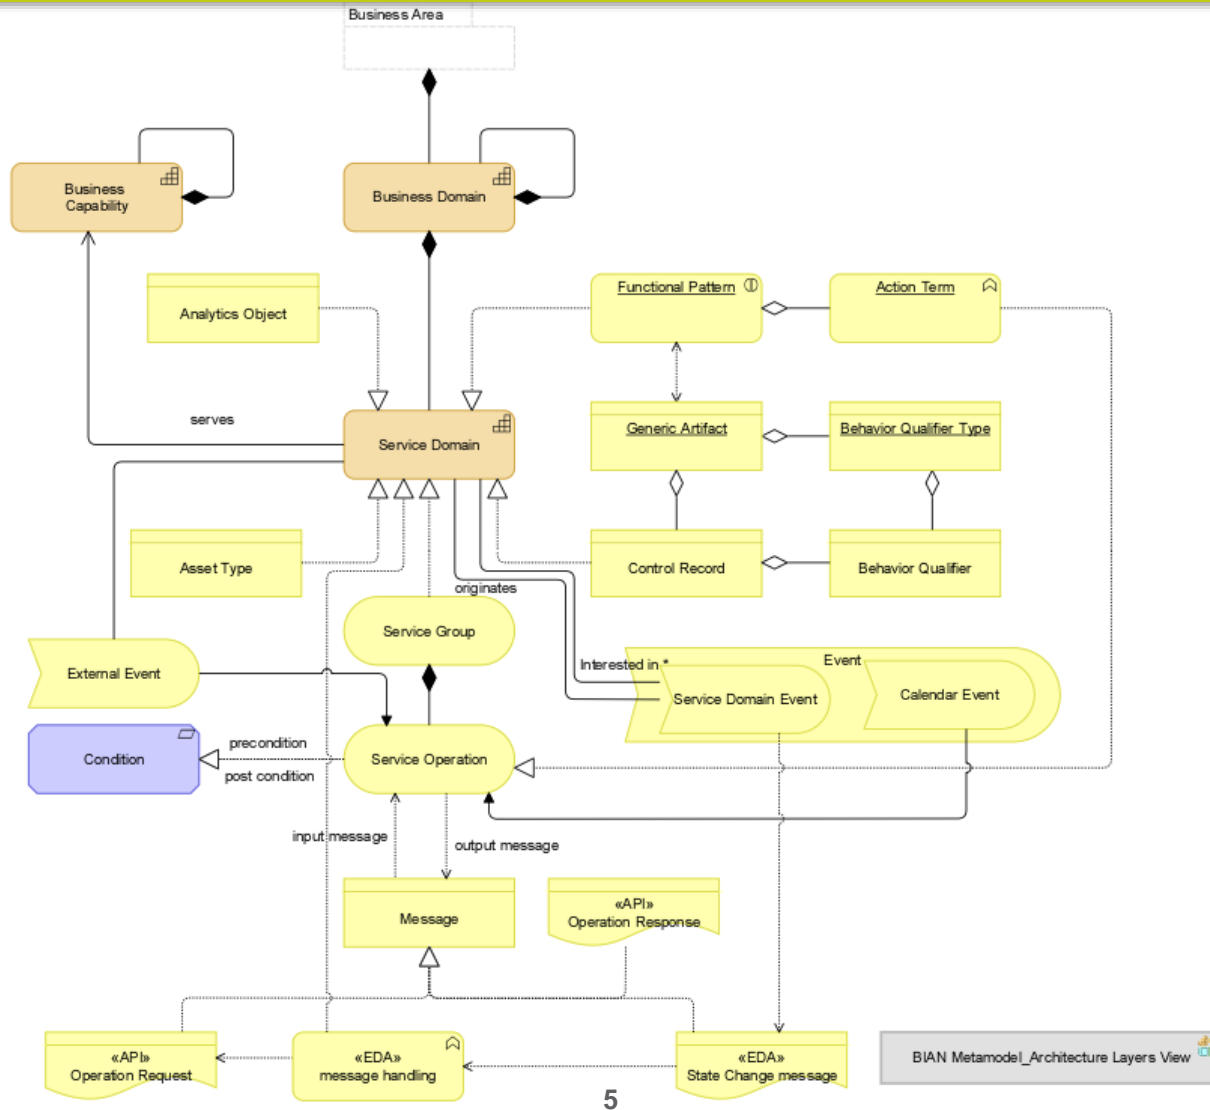 Business Area
Business
Capability
Business Domain
Analytics Object
Functional Pattern
Action Term
serves
Service Domain
Generic Artifact
Behavior Qualifier Type
Asset Type
Control Record
Behavior Qualifier
originates
Service Group
External Event
Interested in *
Event
Service Domain Event
Calendar Event
Condition
precondition
post condition
Service Operation
input message
output message
Message
«API»
Operation Response
«API»
Operation Request
«EDA»
message handling
«EDA»
State Change message
BIAN Metamodel_Architecture Layers View
5